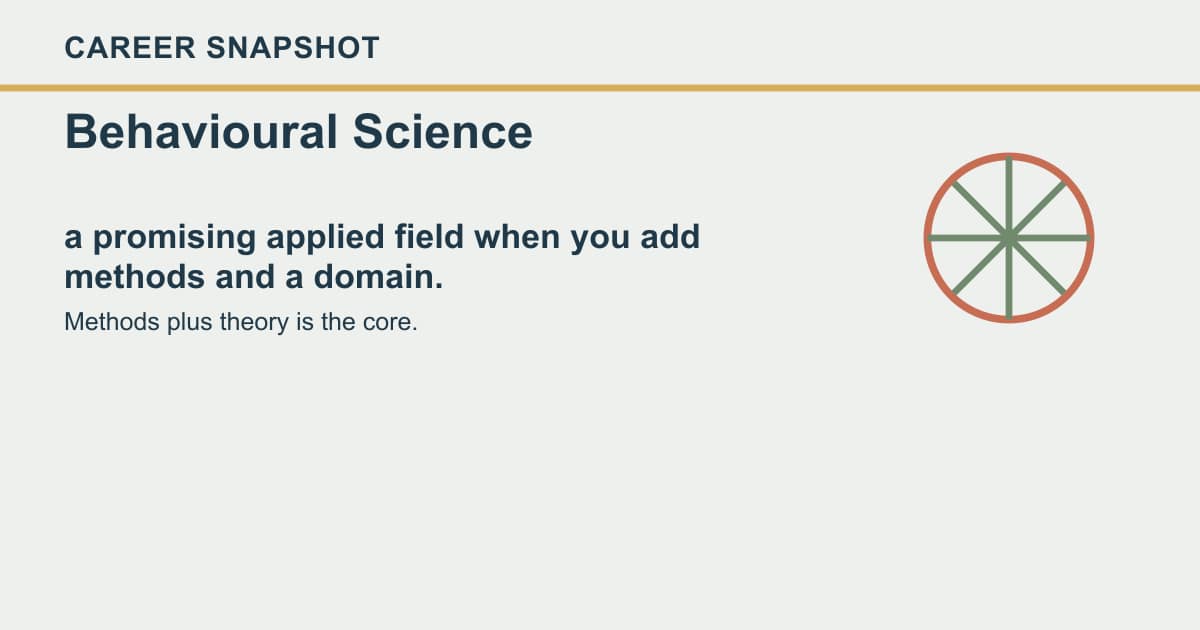 CAREER SNAPSHOT
Behavioural Science
a promising applied field when you add
methods and a domain.
Methods plus theory is the core.